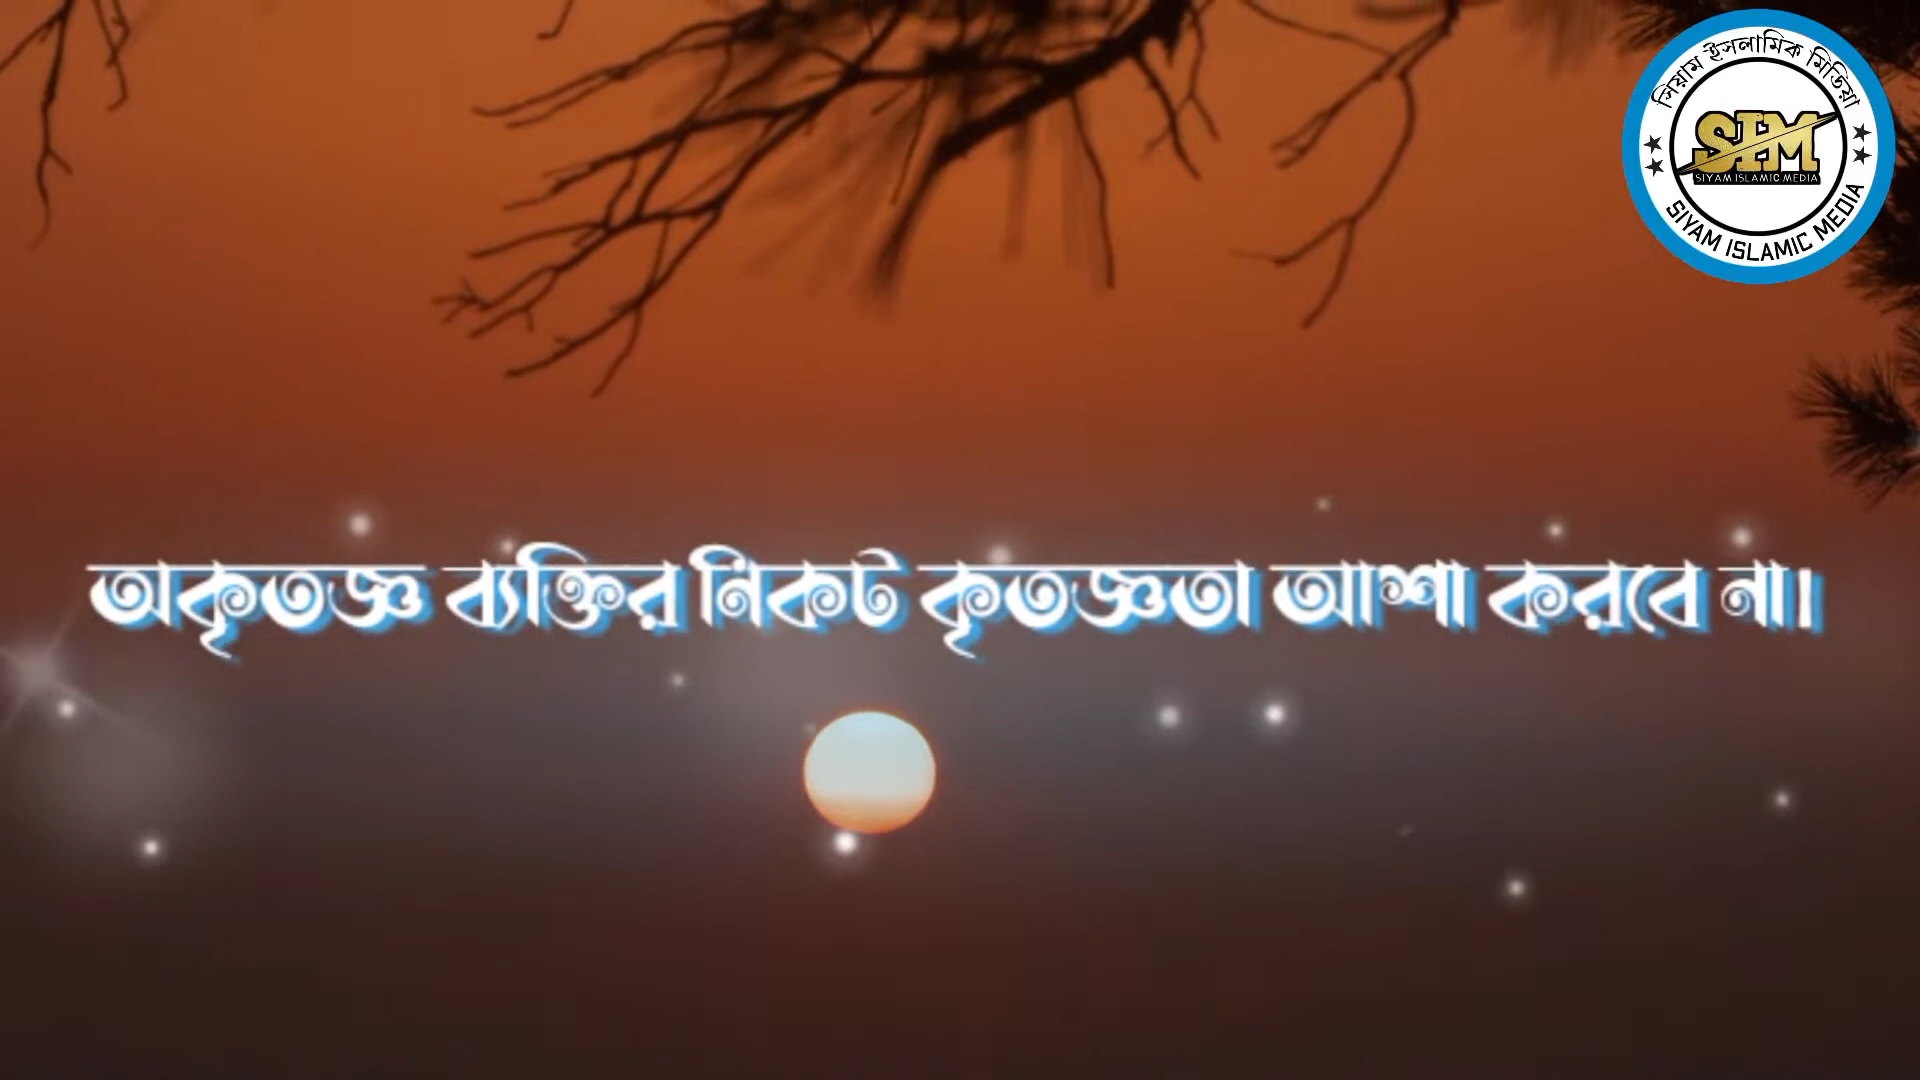 সিয়াম ইসলামিক মিডিয়া
SIM
SIYAM ISLAMIC MEDIA
SIYAM ISLAMIC MEDIA
অকৃতজ্ঞ ব্যক্তির নিকট কৃতজ্ঞতা আশা করবে না।